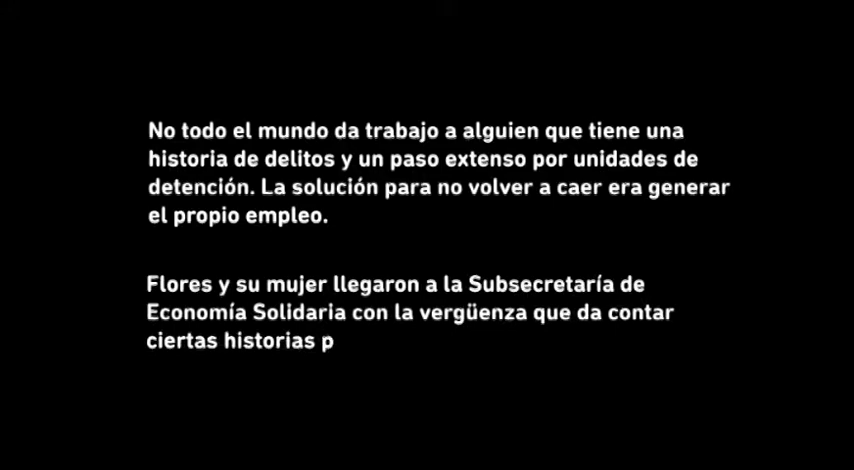 No todo el mundo da trabajo a alguien que tiene una
historia de delitos y un paso extenso por unidades de
detención. La solución para no volver a caer era generar
el propio empleo.
Flores y su mujer llegaron a la Subsecretaría de
Economía Solidaria con la vergüenza que da contar
ciertas historias p